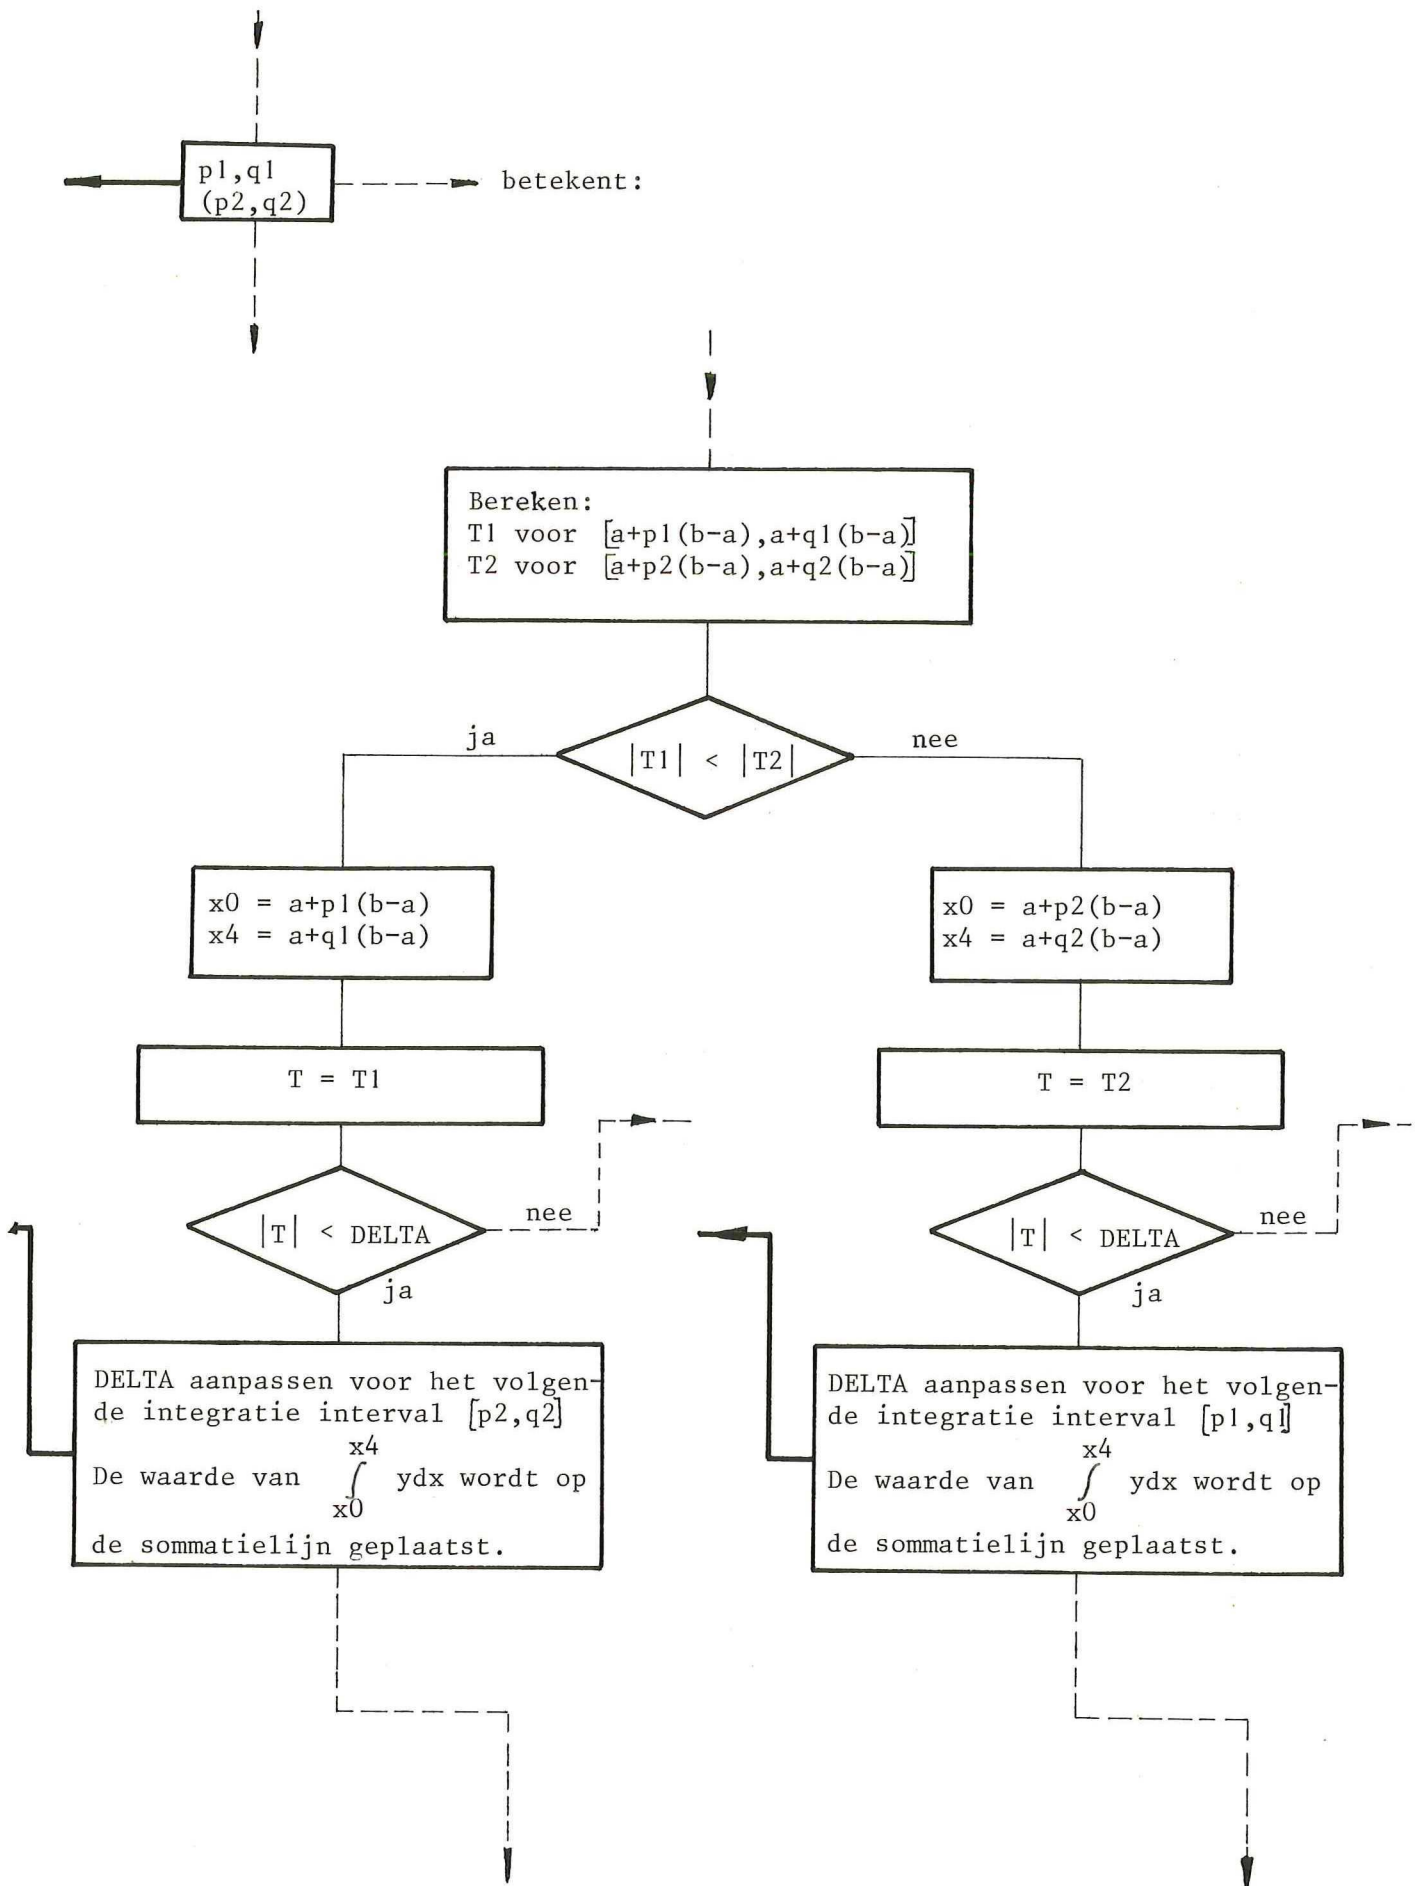 p1,q1
(p2,q2)
betekent:
Bereken:
T1 voor [a+p1(b-a),a+q1(b-a)]
T2 voor [a+p2(b-a),a+q2(b-a)]
ja
|T1| < |T2|
nee
x0 = a+p1(b-a)
x4 = a+q1(b-a)
x0 = a+p2(b-a)
x4 = a+q2(b-a)
T = T1
T = T2
|T| < DELTA
nee
ja
|T| < DELTA
nee
ja
DELTA aanpassen voor het volgen-
de integratie interval [p2,q2]
x4
De waarde van ∫ ydx wordt op
x0
de sommatielijn geplaatst.
DELTA aanpassen voor het volgen-
de integratie interval [p1,q1]
x4
De waarde van ∫ ydx wordt op
x0
de sommatielijn geplaatst.